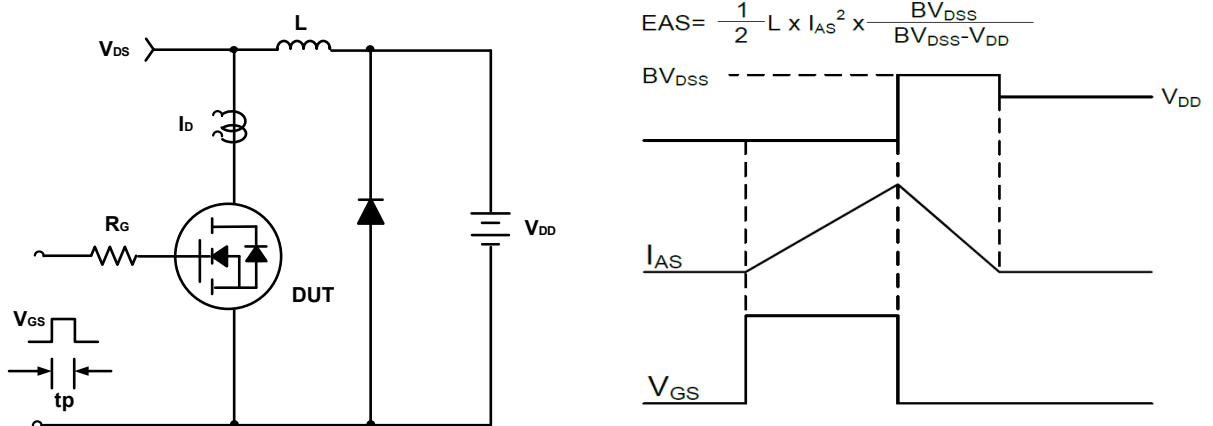 L
VDS
ID
RG
VDD
DUT
VGS
tp
EAS= 1/2 L x IAS² x BVDSS/BVDSS-VDD
BVDSS
VDD
IAS
VGS